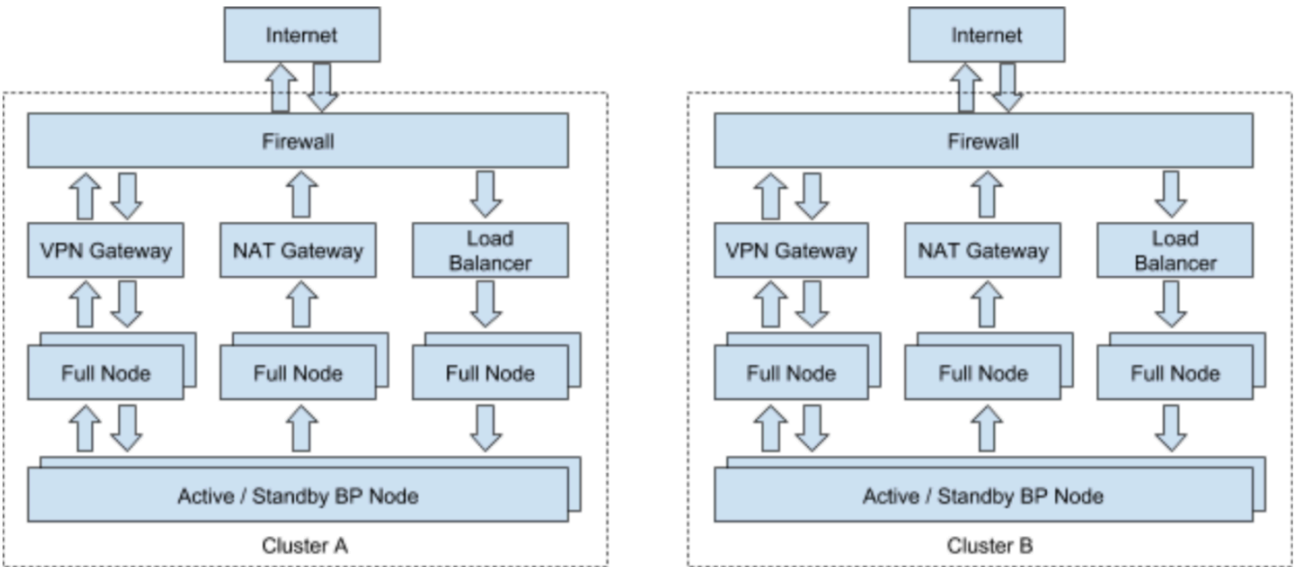 Internet
Firewall
VPN Gateway
NAT Gateway
Load
Balancer
Full Node
Full Node
Full Node
Active / Standby BP Node
Cluster A
Internet
Firewall
VPN Gateway
NAT Gateway
Load
Balancer
Full Node
Full Node
Full Node
Active / Standby BP Node
Cluster B